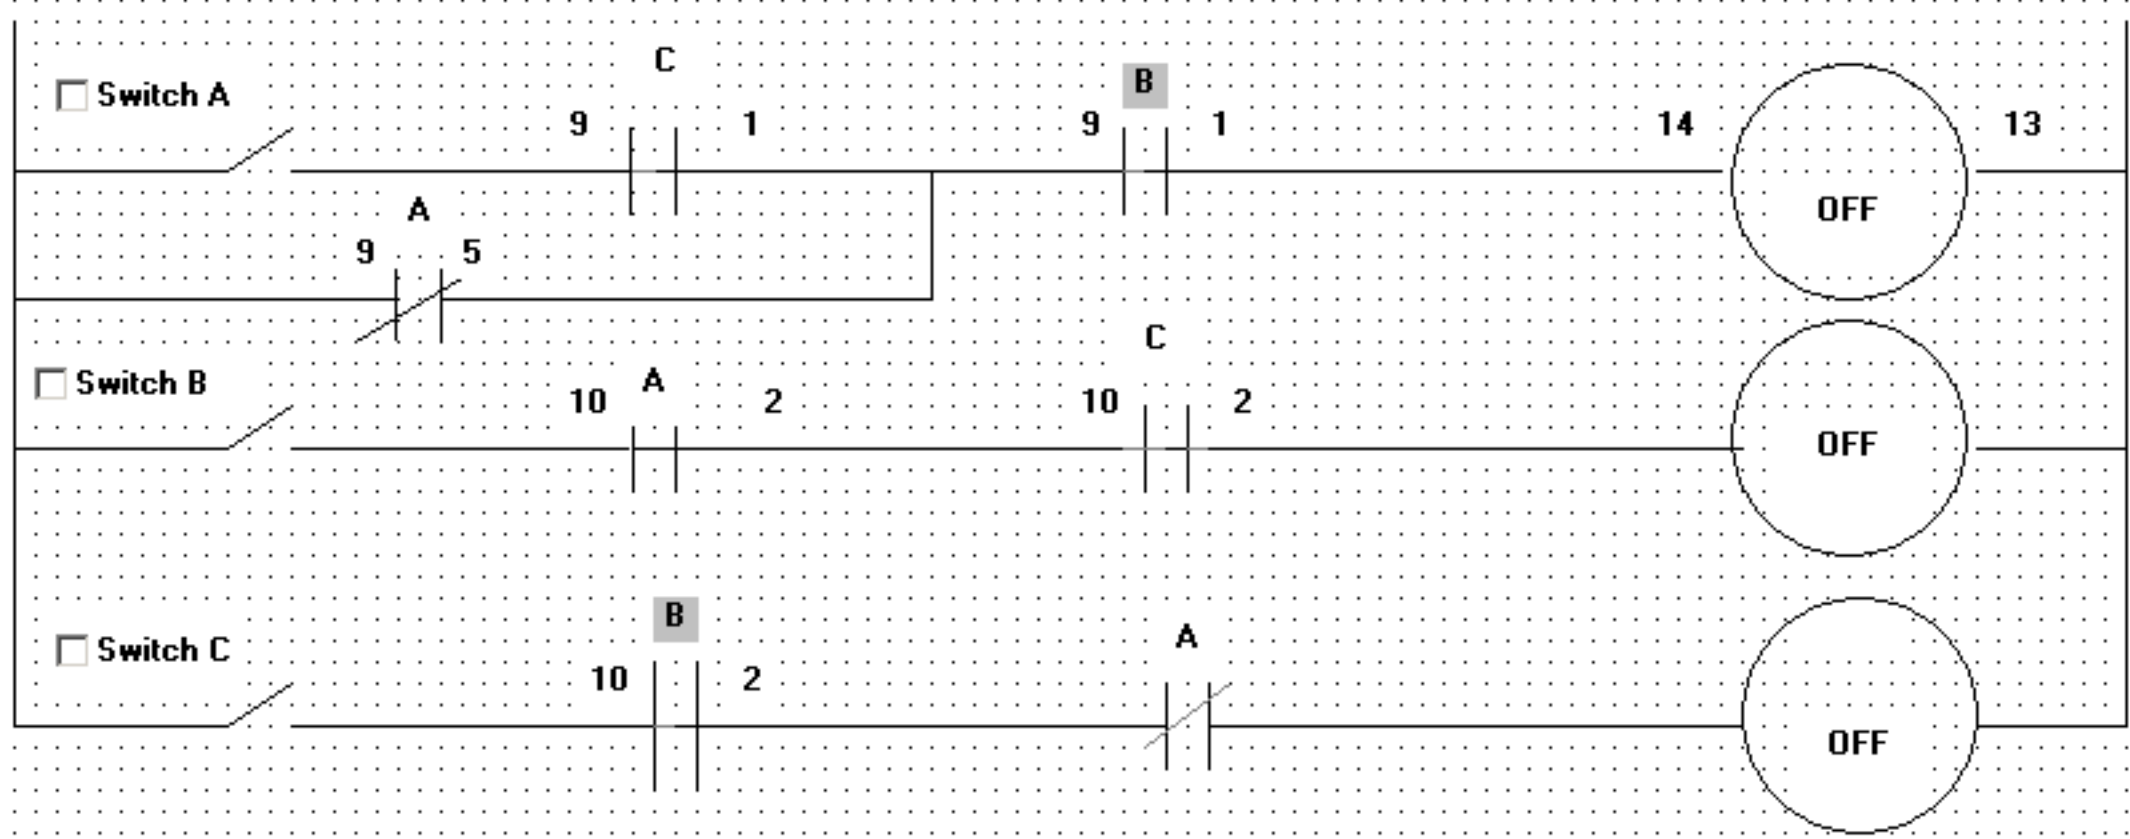 C
B
Switch A
9 1 9 1 14 13
A
OFF
9 5
C
Switch B
A
10 2 10 2
OFF
B
A
Switch C
10 2
OFF